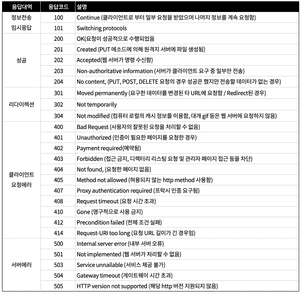 응답대역 응답코드 설명
정보전송 임시응답 100 Continue (클라이언트로 부터 일부 요청을 받았으며 나머지 정보를 계속 요청함)
101 Switching protocols
성공 200 OK(요청이 성공적으로 수행되었음
201 Created (PUT 메소드에 의해 원격지 서버에 파일 생성됨)
202 Accepted(웹 서버가 명령 수신함)
203 Non-authoritative information (서버가 클라이언트 요구 중 일부만 전송)
204 No content, (PUT, POST, DELETE 요청의 경우 성공은 했지만 전송할 데이터가 없는 경우)
리다이렉션 301 Moved permanently (요구한 데이터를 변경된 타 URL에 요청함 / Redirect된 경우)
302 Not temporarily
304 Not modified (컴퓨터 로컬의 캐시 정보를 이용함, 대개 gif 등은 웹 서버에 요청하지 않음)
클라이언트 요청에러 400 Bad Request (사용자의 잘못된 요청을 처리할 수 없음)
401 Unauthorized (인증이 필요한 페이지를 요청한 경우)
402 Payment required(예약됨)
403 Forbidden (접근 금지, 디렉터리 리스팅 요청 및 관리자 페이지 접근 등을 차단)
404 Not found, (요청한 페이지 없음)
405 Method not allowed (허용되지 않는 http method 사용함)
407 Proxy authentication required (프락시 인증 요구됨)
408 Request timeout (요청 시간 초과)
410 Gone (영구적으로 사용 금지)
412 Precondition failed (전체 조건 실패)
414 Request-URI too long (요청 URL 길이가 긴 경우임)
서버에러 500 Internal server error (내부 서버 오류)
501 Not implemented (웹 서버가 처리할 수 없음)
503 Service unnailable (서비스 제공 불가)
504 Gateway timeout (게이트웨이 시간 초과)
505 HTTP version not supported (해당 http 버전 지원되지 않음)